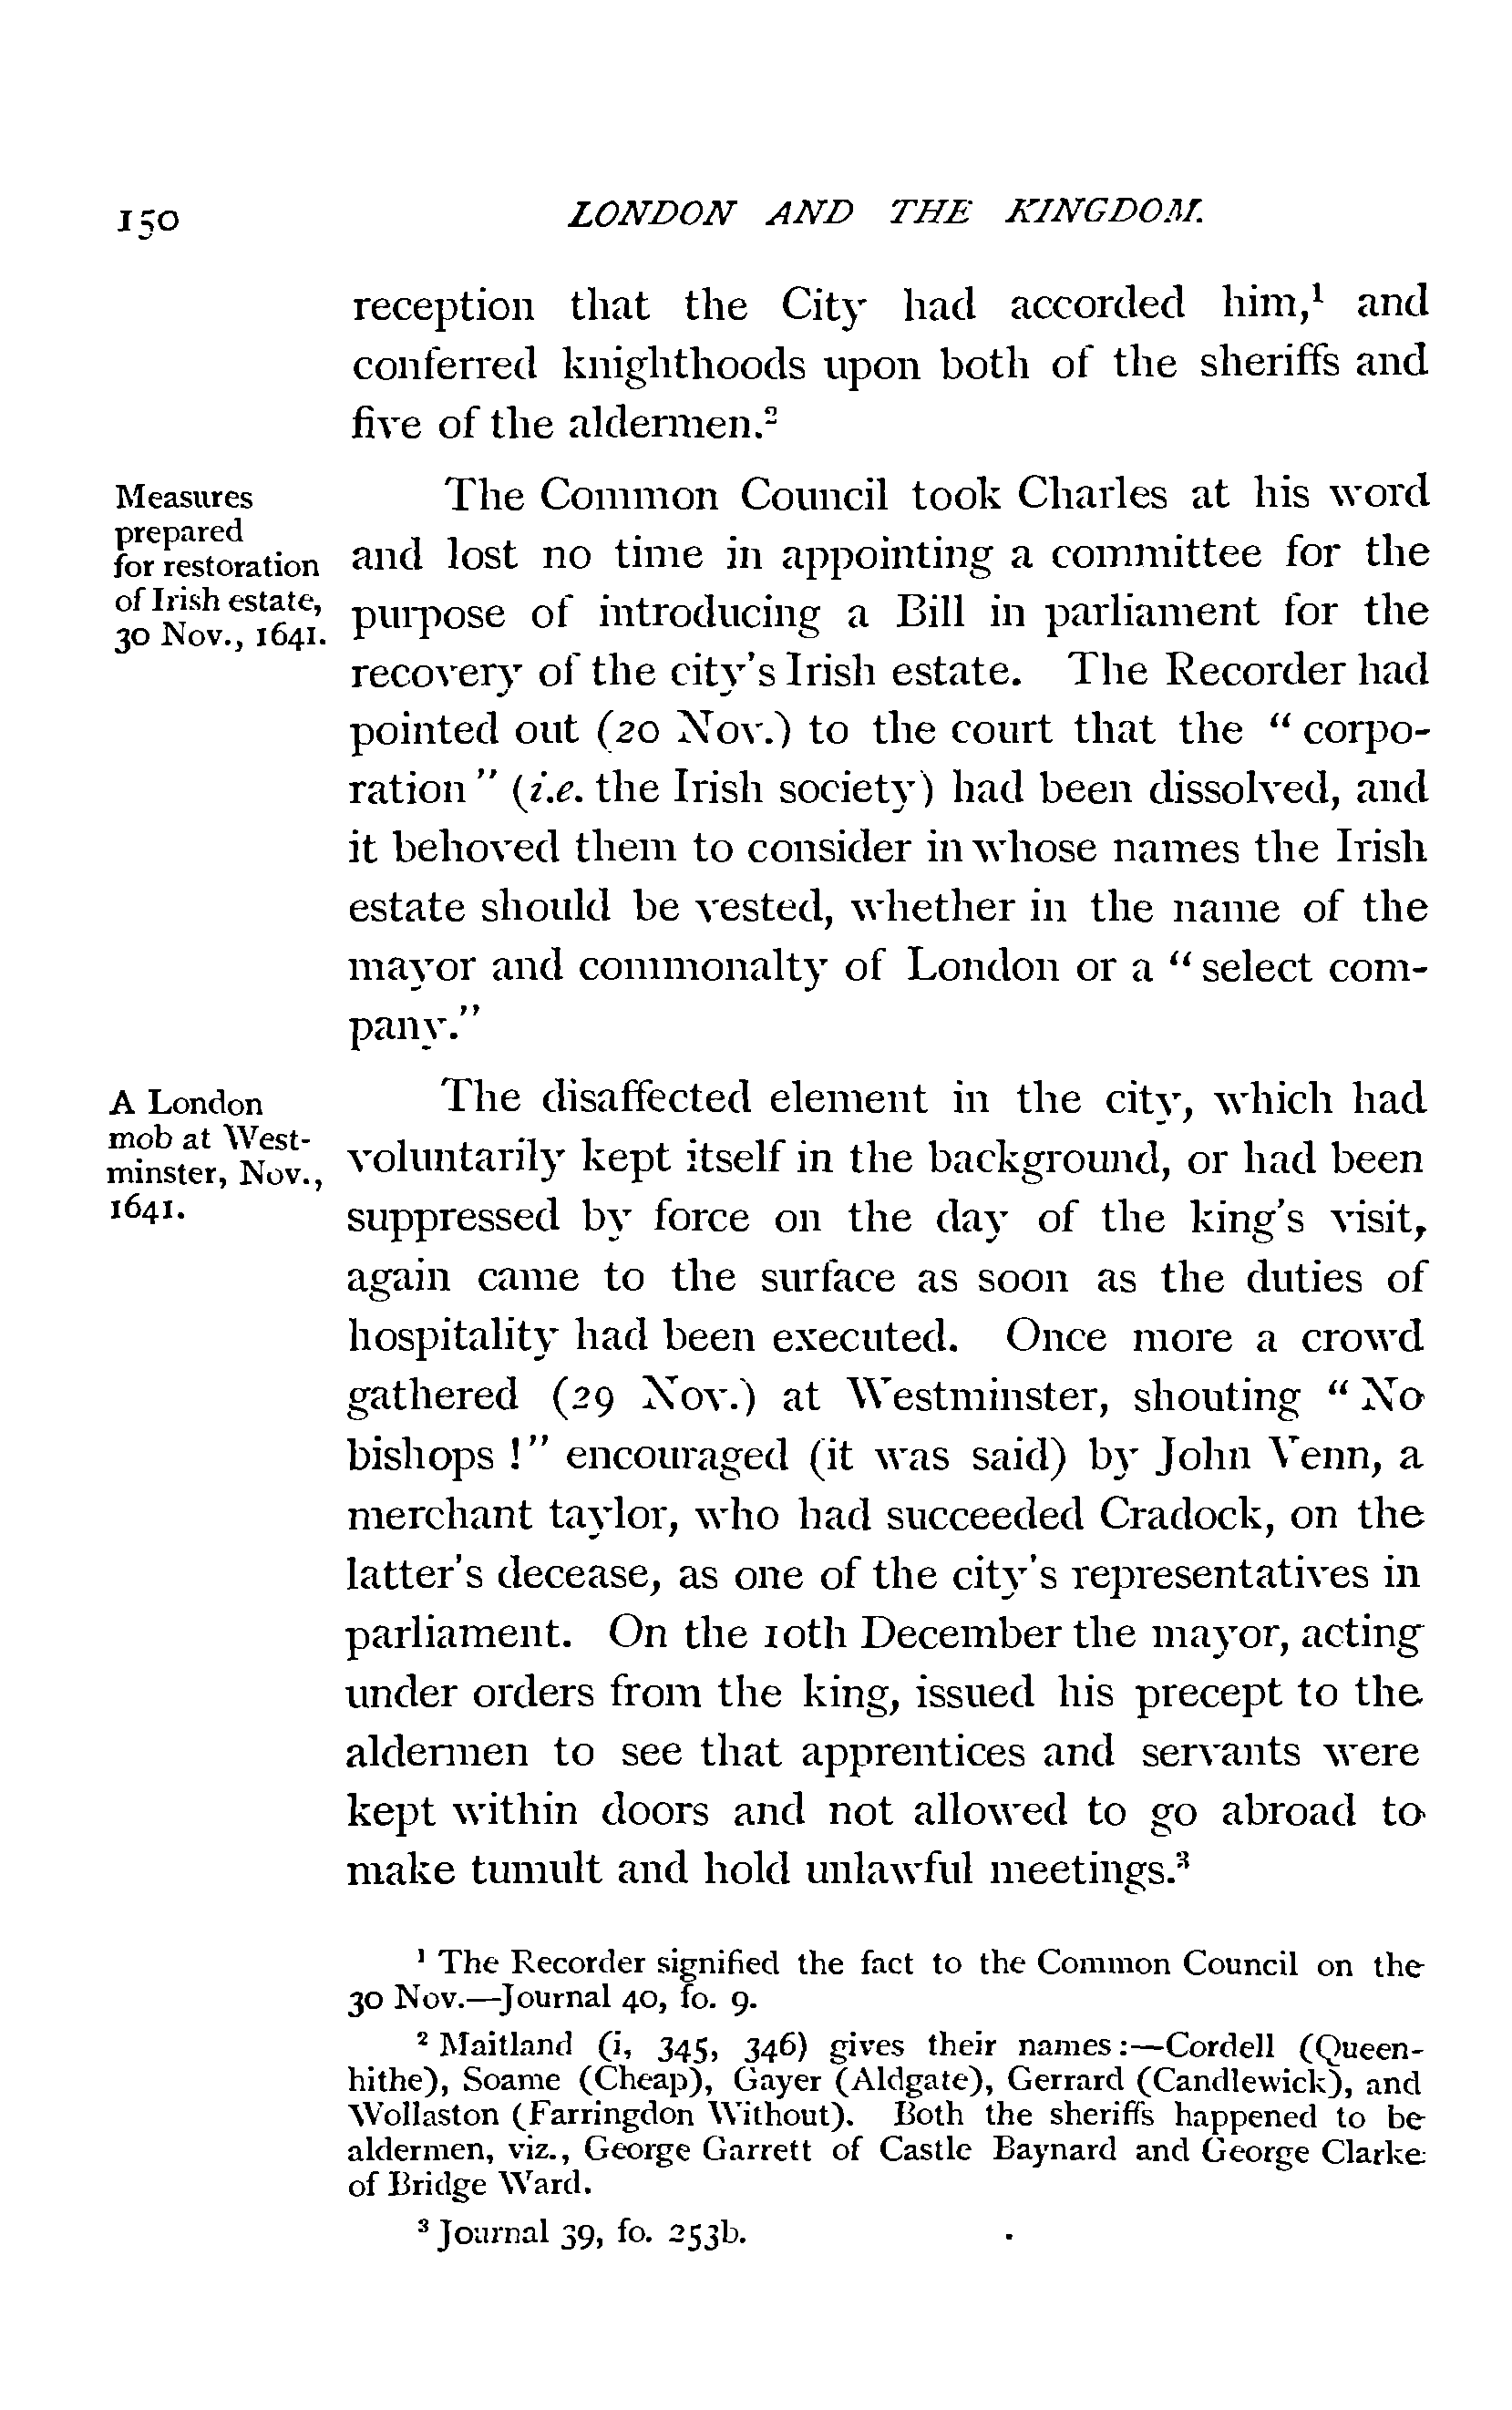 150 LONDON AND THE KINGDOM.
reception that the City had accorded him,¹ and
conferred knighthoods upon both of the sheriffs and
five of the aldermen.²
Measures
prepared
for restoration
of Irish estate,
30 Nov., 1641.
The Common Council took Charles at his word
and lost no time in appointing a committee for the
purpose of introducing a Bill in parliament for the
recovery of the city's Irish estate. The Recorder had
pointed out (20 Nov.) to the court that the " corpo-
ration " (i.e. the Irish society) had been dissolved, and
it behoved them to consider in whose names the Irish
estate should be vested, whether in the name of the
mayor and commonalty of London or a " select com-
pany."
A London
mob at West-
minster, Nov.,
1641.
The disaffected element in the city, which had
voluntarily kept itself in the background, or had been
suppressed by force on the day of the king's visit,
again came to the surface as soon as the duties of
hospitality had been executed. Once more a crowd
gathered (29 Nov.) at Westminster, shouting " No
bishops !" encouraged (it was said) by John Venn, a
merchant taylor, who had succeeded Cradock, on the
latter's decease, as one of the city's representatives in
parliament. On the 10th December the mayor, acting
under orders from the king, issued his precept to the
aldermen to see that apprentices and servants were
kept within doors and not allowed to go abroad to
make tumult and hold unlawful meetings.³
¹ The Recorder signified the fact to the Common Council on the
30 Nov.—Journal 40, fo. 9.
² Maitland (i, 345, 346) gives their names :—Cordell (Queen-
hithe), Soame (Cheap), Gayer (Aldgate), Gerrard (Candlewick), and
Wollaston (Farringdon Without). Both the sheriffs happened to be
aldermen, viz., George Garrett of Castle Baynard and George Clarke
of Bridge Ward.
³ Journal 39, fo. 253b.